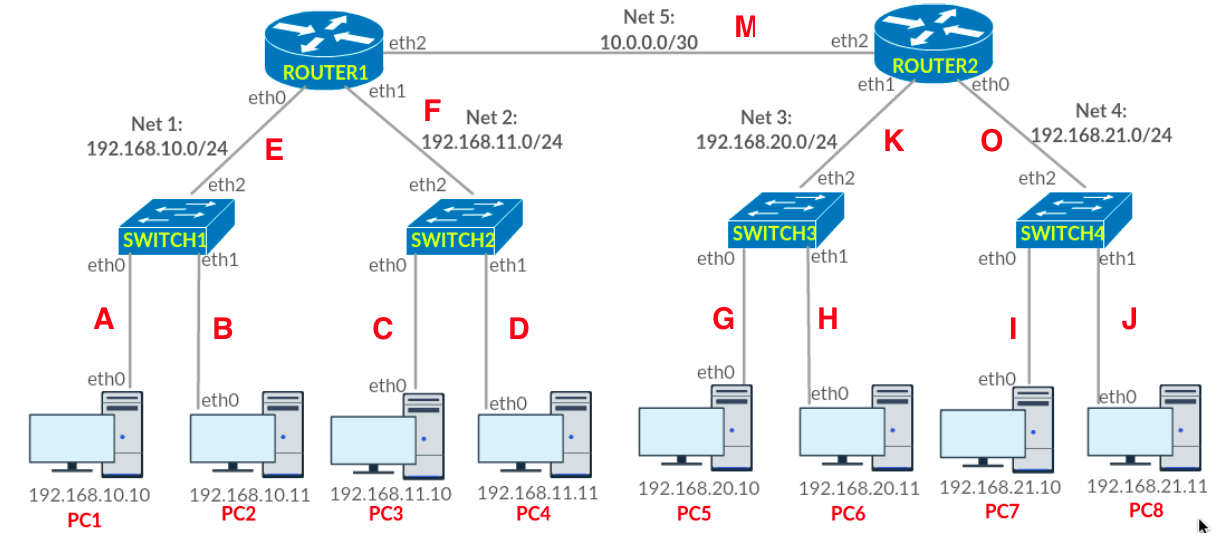 Net 5:
10.0.0.0/30
M
eth2
eth2
ROUTER1
ROUTER2
eth0
eth1
eth1
eth0
Net 1:
192.168.10.0/24
E
F
Net 2:
192.168.11.0/24
Net 3:
192.168.20.0/24
K
O
Net 4:
192.168.21.0/24
eth2
eth2
eth2
eth2
SWITCH1
SWITCH2
SWITCH3
SWITCH4
eth0
eth1
eth0
eth1
eth0
eth1
eth0
eth1
A
B
C
D
G
H
I
J
eth0
eth0
eth0
eth0
eth0
eth0
eth0
eth0
192.168.10.10
192.168.10.11
192.168.11.10
192.168.11.11
192.168.20.10
192.168.20.11
192.168.21.10
192.168.21.11
PC1
PC2
PC3
PC4
PC5
PC6
PC7
PC8